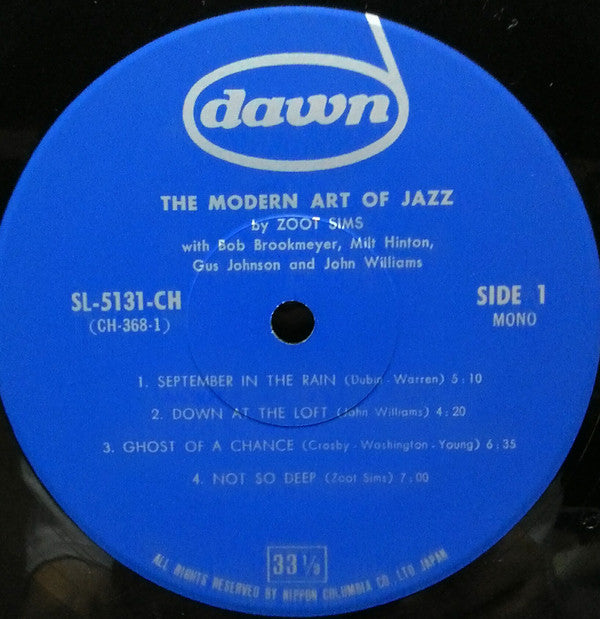 dawn
THE MODERN ART OF JAZZ
by ZOOT SIMS
with Bob Brookmeyer, Milt Hinton,
Gus Johnson and John Williams
SL-5131-CH
(CH-368-1)
SIDE 1
MONO
1. SEPTEMBER IN THE RAIN (Dubin - Warren) 5:10
2. DOWN AT THE LOFT (John Williams) 4:20
3. GHOST OF A CHANCE (Crosby - Washington - Young) 6:35
4. NOT SO DEEP (Zoot Sims) 7:00
33 1/3
ALL RIGHTS RESERVED BY NIPPON COLUMBIA CO., LTD. JAPAN